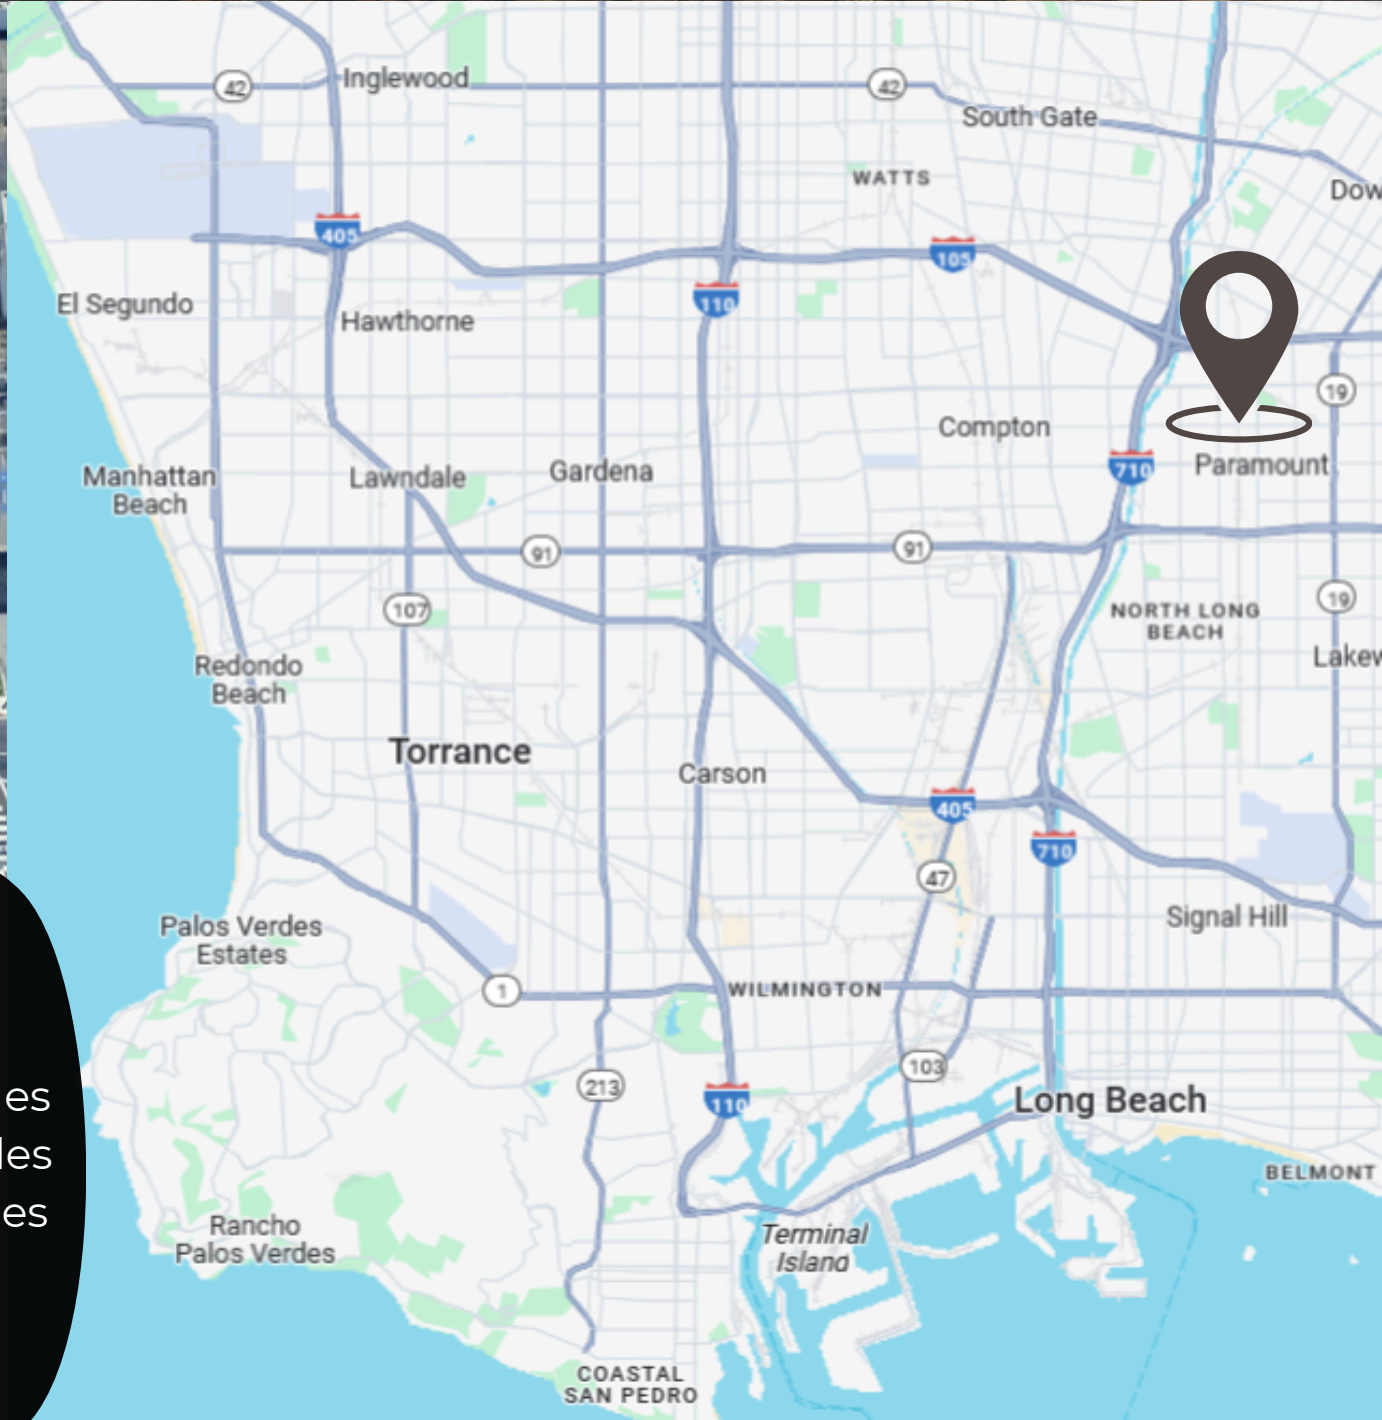 42
Inglewood
42
South Gate
WATTS
Dow
405
105
El Segundo
110
Hawthorne
19
Compton
Manhattan
Beach
Lawndale
Gardena
710
Paramount
91
91
107
NORTH LONG
BEACH
19
Redondo
Beach
Lakew
Torrance
Carson
405
710
47
Palos Verdes
Estates
Signal Hill
1
WILMINGTON
213
110
103
Long Beach
es
les
es
BELMONT
Rancho
Palos Verdes
Terminal
Island
COASTAL
SAN PEDRO